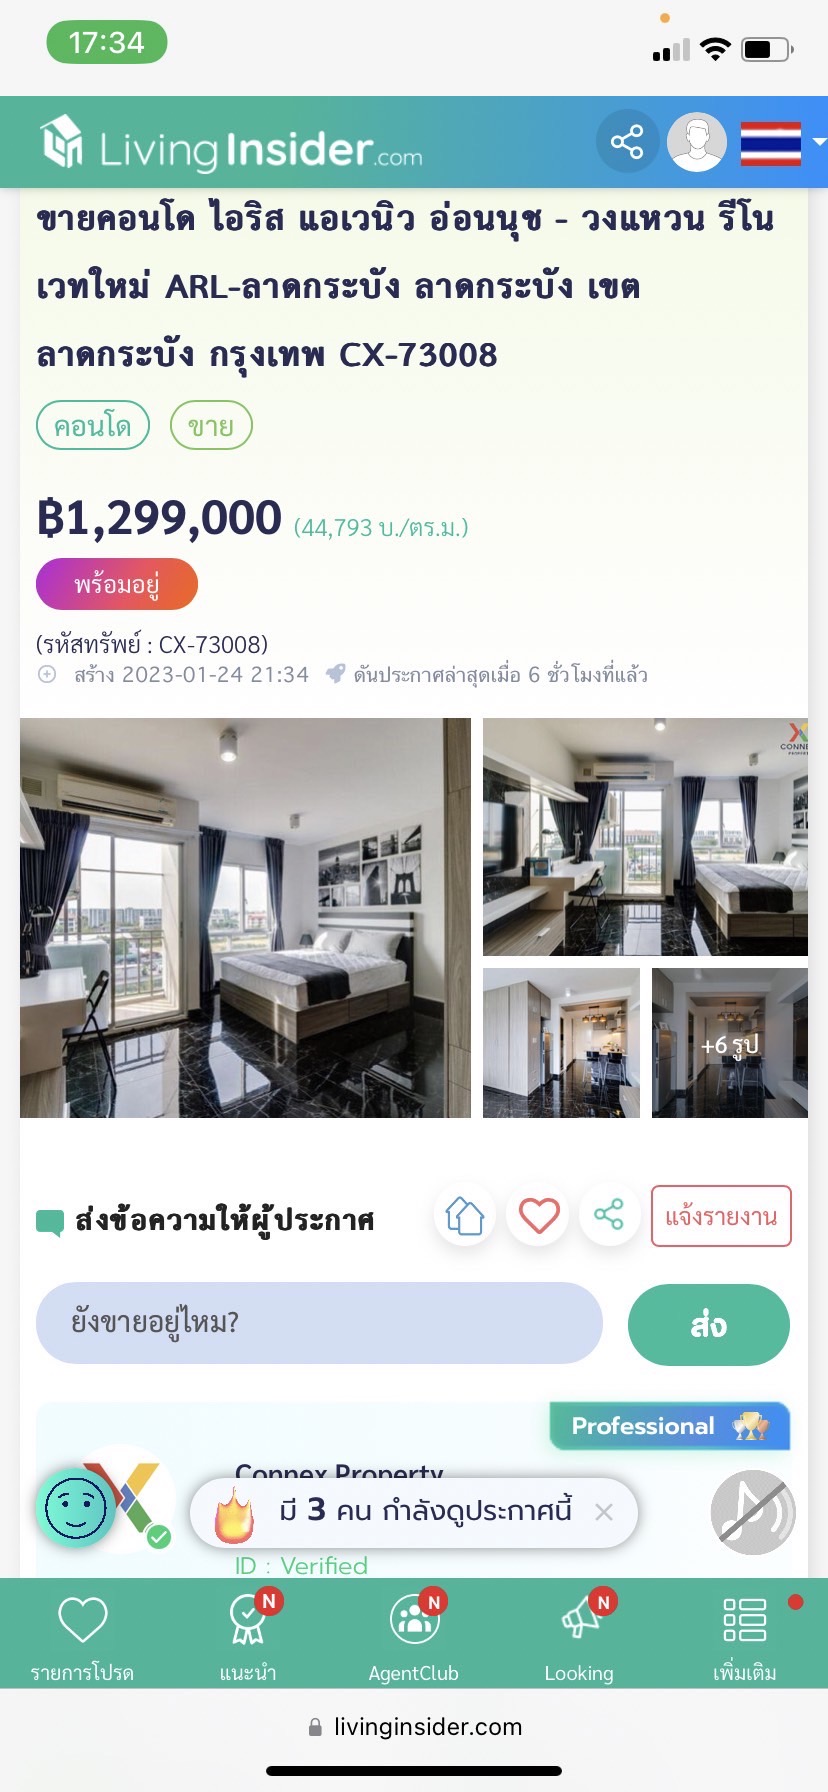 17:34
LivingInsider.com
ขายคอนโด ไอริส แอเวนิว อ่อนนุช - วงแหวน รีโน
เวทใหม่ ARL-ลาดกระบัง ลาดกระบัง เขต
ลาดกระบัง กรุงเทพ CX-73008
คอนโด ขาย
฿1,299,000 (44,793 บ./ตร.ม.)
พร้อมอยู่
(รหัสทรัพย์ : CX-73008)
สร้าง 2023-01-24 21:34 ดันประกาศล่าสุดเมื่อ 6 ชั่วโมงที่แล้ว
+6 รูป
ส่งข้อความให้ผู้ประกาศ แจ้งรายงาน
ยังขายอยู่ไหม? ส่ง
Professional
Connex Property
มี 3 คน กำลังดูประกาศนี้
ID : Verified
N N N
รายการโปรด แนะนำ AgentClub Looking เพิ่มเติม
livinginsider.com